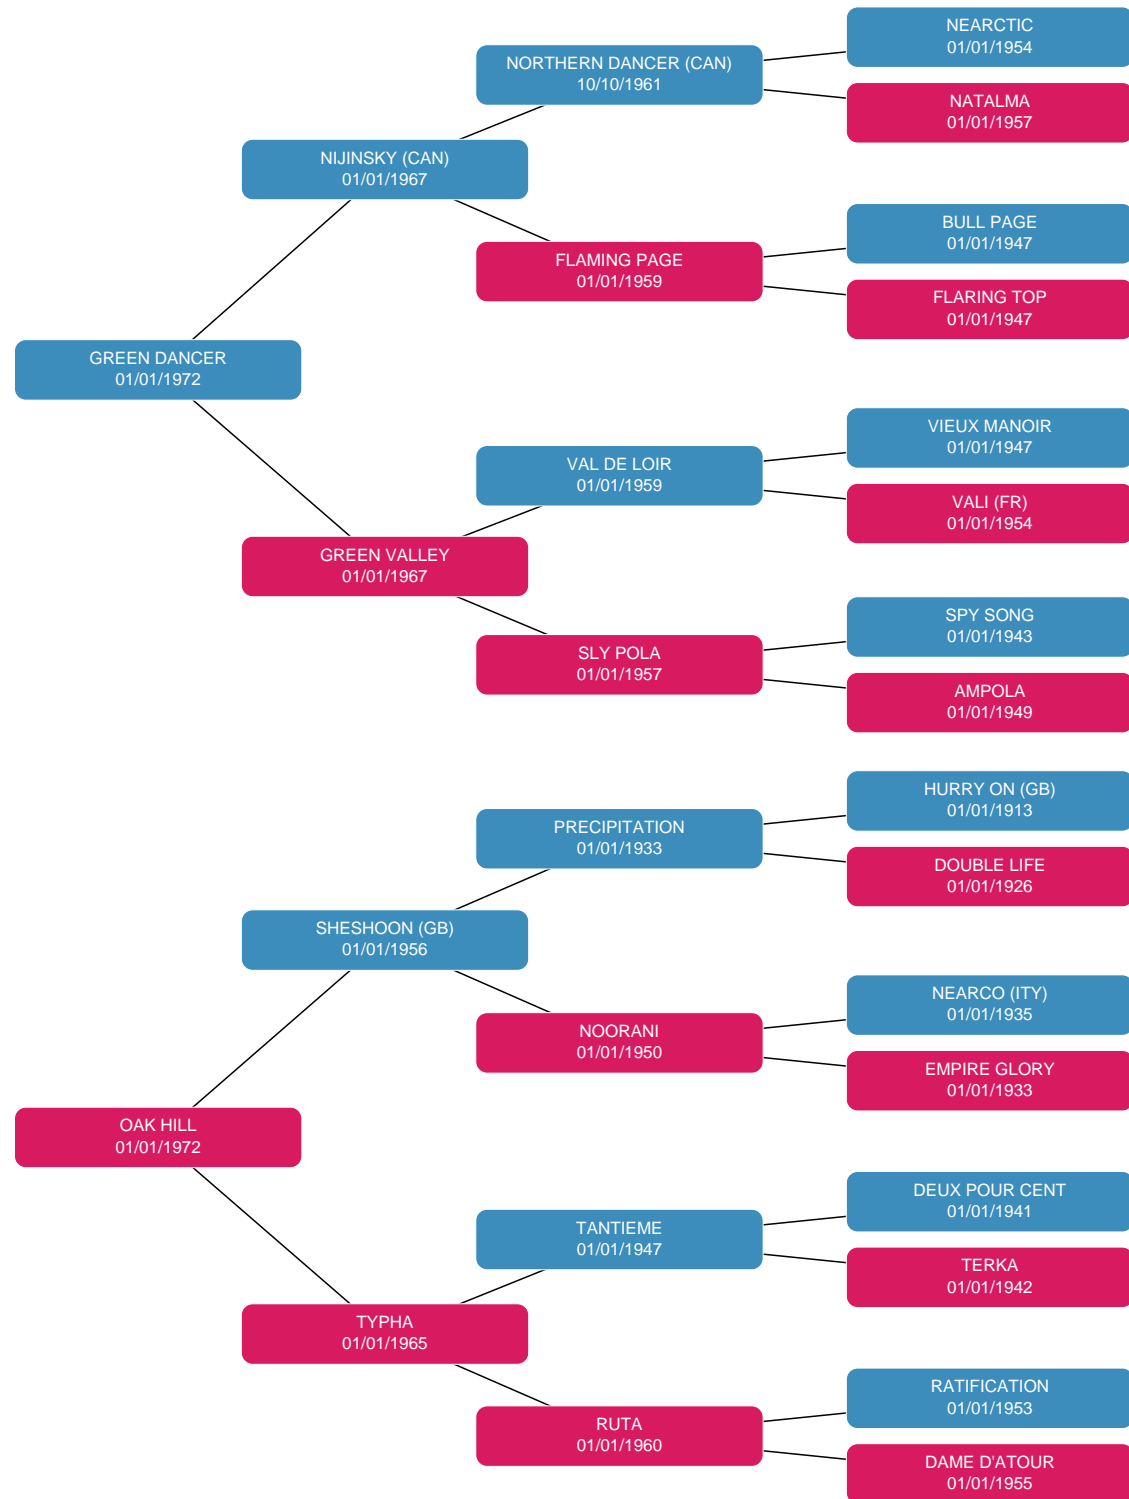 NEARCTIC
01/01/1954
NORTHERN DANCER (CAN)
10/10/1961
NATALMA
01/01/1957
NIJINSKY (CAN)
01/01/1967
BULL PAGE
01/01/1947
FLAMING PAGE
01/01/1959
FLARING TOP
01/01/1947
GREEN DANCER
01/01/1972
VIEUX MANOIR
01/01/1947
VAL DE LOIR
01/01/1959
VALI (FR)
01/01/1954
GREEN VALLEY
01/01/1967
SPY SONG
01/01/1943
SLY POLA
01/01/1957
AMPOLA
01/01/1949
HURRY ON (GB)
01/01/1913
PRECIPITATION
01/01/1933
DOUBLE LIFE
01/01/1926
SHESHOON (GB)
01/01/1956
NEARCO (ITY)
01/01/1935
NOORANI
01/01/1950
EMPIRE GLORY
01/01/1933
OAK HILL
01/01/1972
DEUX POUR CENT
01/01/1941
TANTIEME
01/01/1947
TERKA
01/01/1942
TYPHA
01/01/1965
RATIFICATION
01/01/1953
RUTA
01/01/1960
DAME D'ATOUR
01/01/1955